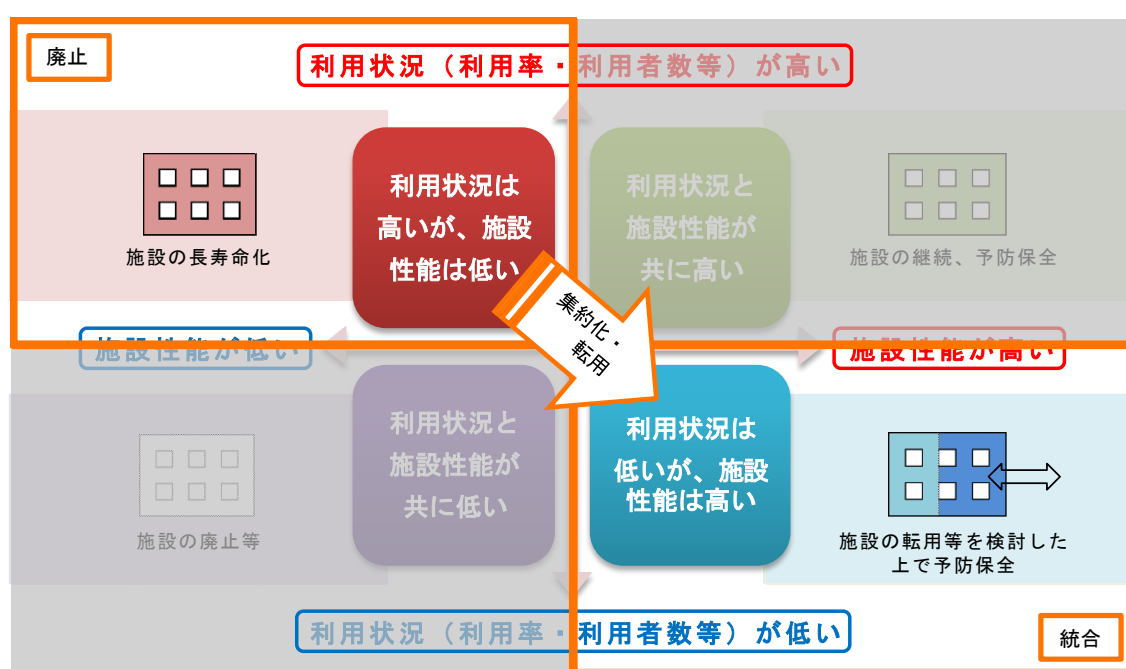 廃止
利用状況（利用率・利用者数等）が高い
利用状況は
高いが、施設
性能は低い
利用状況と
施設性能が
共に高い
施設の長寿命化
施設の継続、予防保全
集約化・
転用
施設性能が低い
施設性能が高い
利用状況と
施設性能が
共に低い
利用状況は
低いが、施設
性能は高い
施設の廃止等
施設の転用等を検討した
上で予防保全
利用状況（利用率・利用者数等）が低い
統合